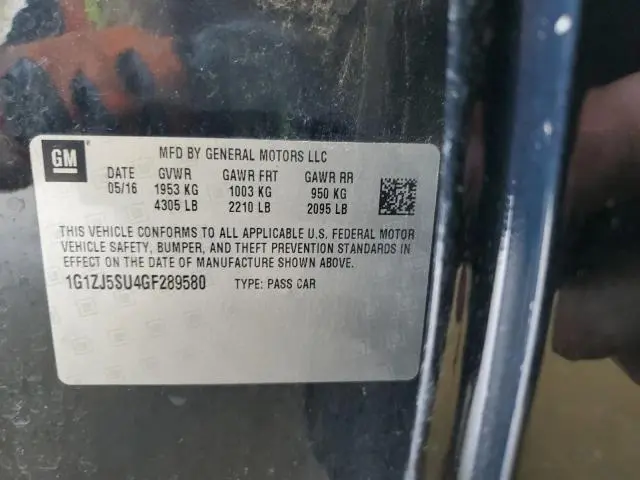 GM
MFD BY GENERAL MOTORS LLC
DATE GVWR GAWR FRT GAWR RR
05/16 1953 KG 1003 KG 950 KG
4305 LB 2210 LB 2095 LB
THIS VEHICLE CONFORMS TO ALL APPLICABLE U.S. FEDERAL MOTOR
VEHICLE SAFETY, BUMPER, AND THEFT PREVENTION STANDARDS IN
EFFECT ON THE DATE OF MANUFACTURE SHOWN ABOVE.
1G1ZJ5SU4GF289580 TYPE: PASS CAR